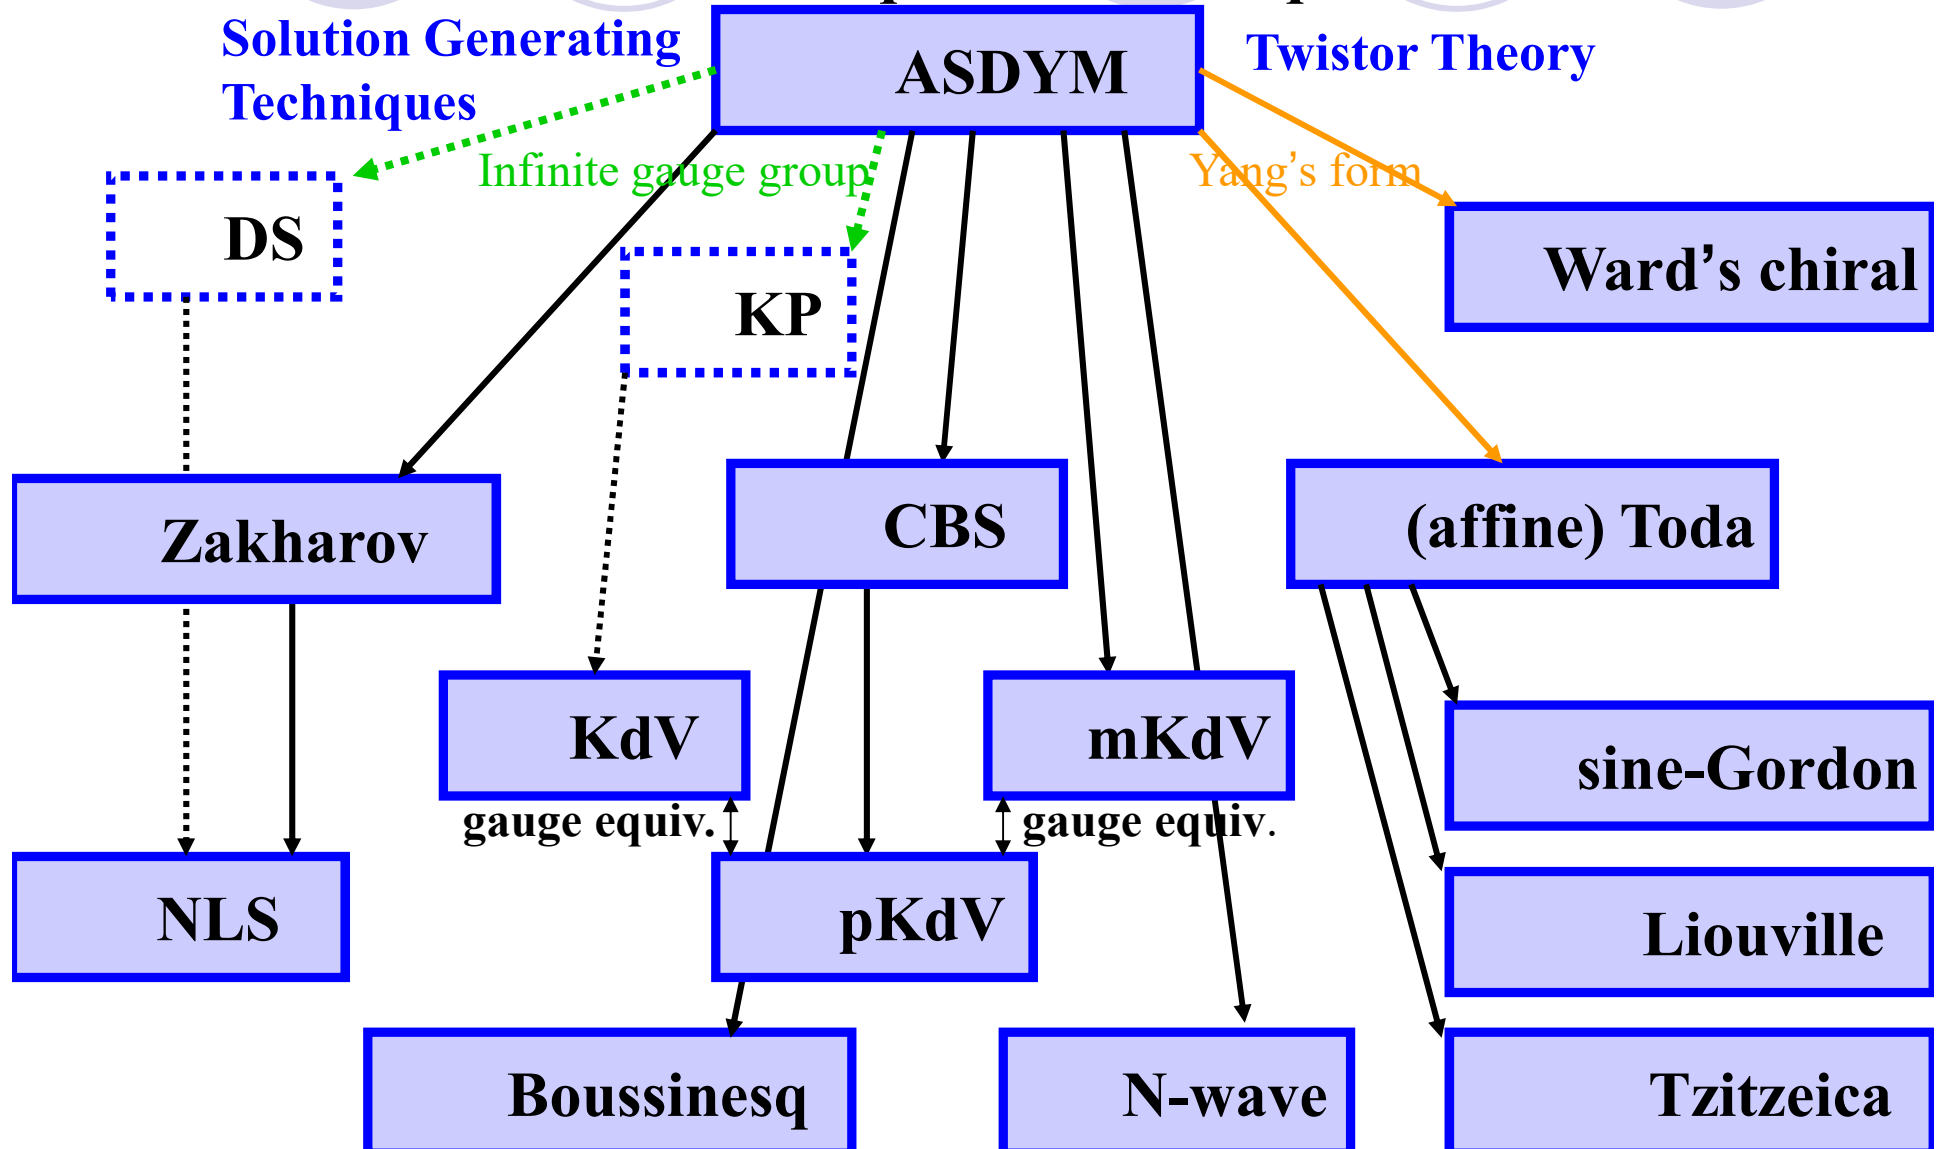 Solution Generating
Techniques
ASDYM
Twistor Theory
Infinite gauge group
Yang’s form
DS
KP
Ward’s chiral
Zakharov
CBS
(affine) Toda
KdV
mKdV
sine-Gordon
gauge equiv.
gauge equiv.
NLS
pKdV
Liouville
Boussinesq
N-wave
Tzitzeica